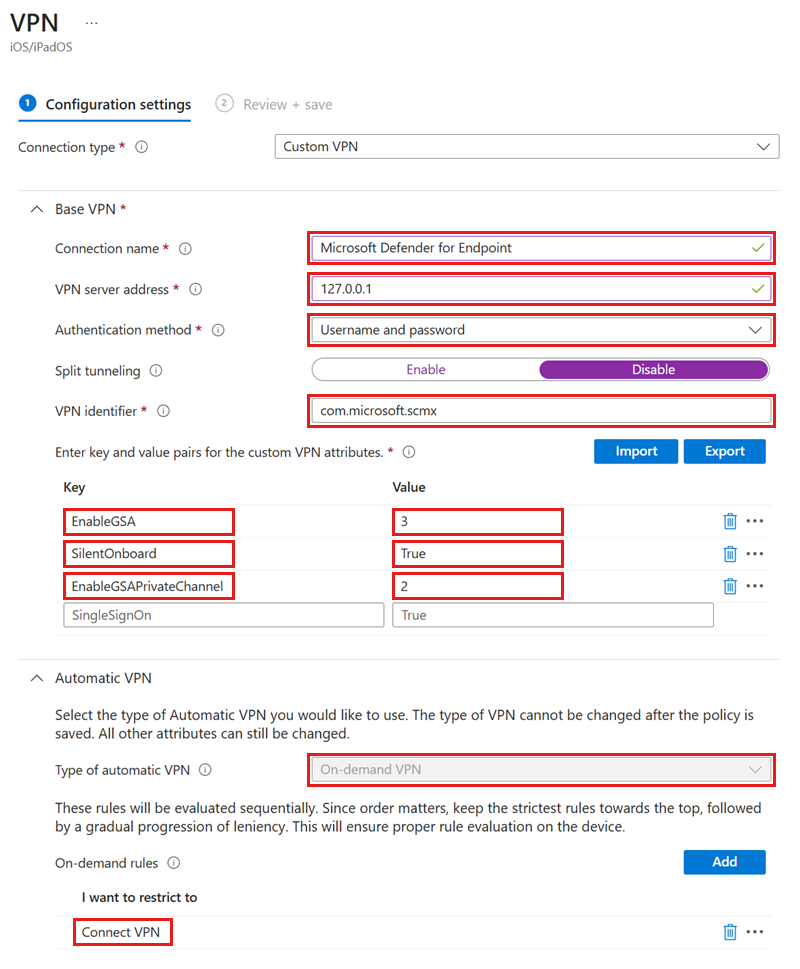 VPN ...
iOS/iPadOS
1 Configuration settings 2 Review + save
Connection type * Custom VPN
Base VPN *
Connection name * Microsoft Defender for Endpoint
VPN server address * 127.0.0.1
Authentication method * Username and password
Split tunneling Enable Disable
VPN identifier * com.microsoft.scmx
Enter key and value pairs for the custom VPN attributes. * Import Export
Key Value
EnableGSA 3
SilentOnboard True
EnableGSAPrivateChannel 2
SingleSignOn True
Automatic VPN
Select the type of Automatic VPN you would like to use. The type of VPN cannot be changed after the policy is
saved. All other attributes can still be changed.
Type of automatic VPN On-demand VPN
These rules will be evaluated sequentially. Since order matters, keep the strictest rules towards the top, followed
by a gradual progression of leniency. This will ensure proper rule evaluation on the device.
On-demand rules Add
I want to restrict to
Connect VPN